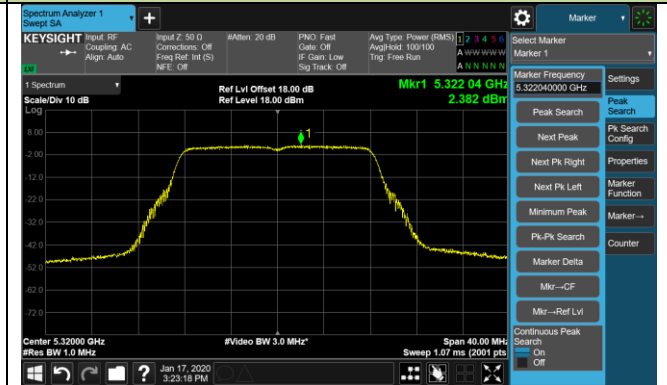 Spectrum Analyzer 1
Swept SA
+
Marker
KEYSIGHT
Input: RF
Coupling: AC
Align: Auto
Input Z: 50 Ω
Corrections: Off
Freq Ref: Int (S)
NFE: Off
#Atten: 20 dB
PNO: Fast
Gate: Off
IF Gain: Low
Sig Track: Off
Avg Type: Power (RMS)
Avg|Hold: 100/100
Trig: Free Run
1 2 3 4 5 6
A W W W W W
A N N N N N
Select Marker
Marker 1
1 Spectrum
Scale/Div 10 dB
Log
Ref Lvl Offset 18.00 dB
Ref Level 18.00 dBm
Mkr1 5.322 04 GHz
2.382 dBm
8.00
-2.00
-12.0
-22.0
-32.0
-42.0
-52.0
-62.0
-72.0
1
Center 5.32000 GHz
#Res BW 1.0 MHz
#Video BW 3.0 MHz*
Span 40.00 MHz
Sweep 1.07 ms (2001 pts)
Marker Frequency
5.322040000 GHz
Peak Search
Next Peak
Next Pk Right
Next Pk Left
Minimum Peak
Pk-Pk Search
Marker Delta
Mkr→CF
Mkr→Ref Lvl
Continuous Peak
Search
On
Off
Settings
Peak
Search
Pk Search
Config
Properties
Marker
Function
Marker→
Counter
?
Jan 17, 2020
3:23:18 PM